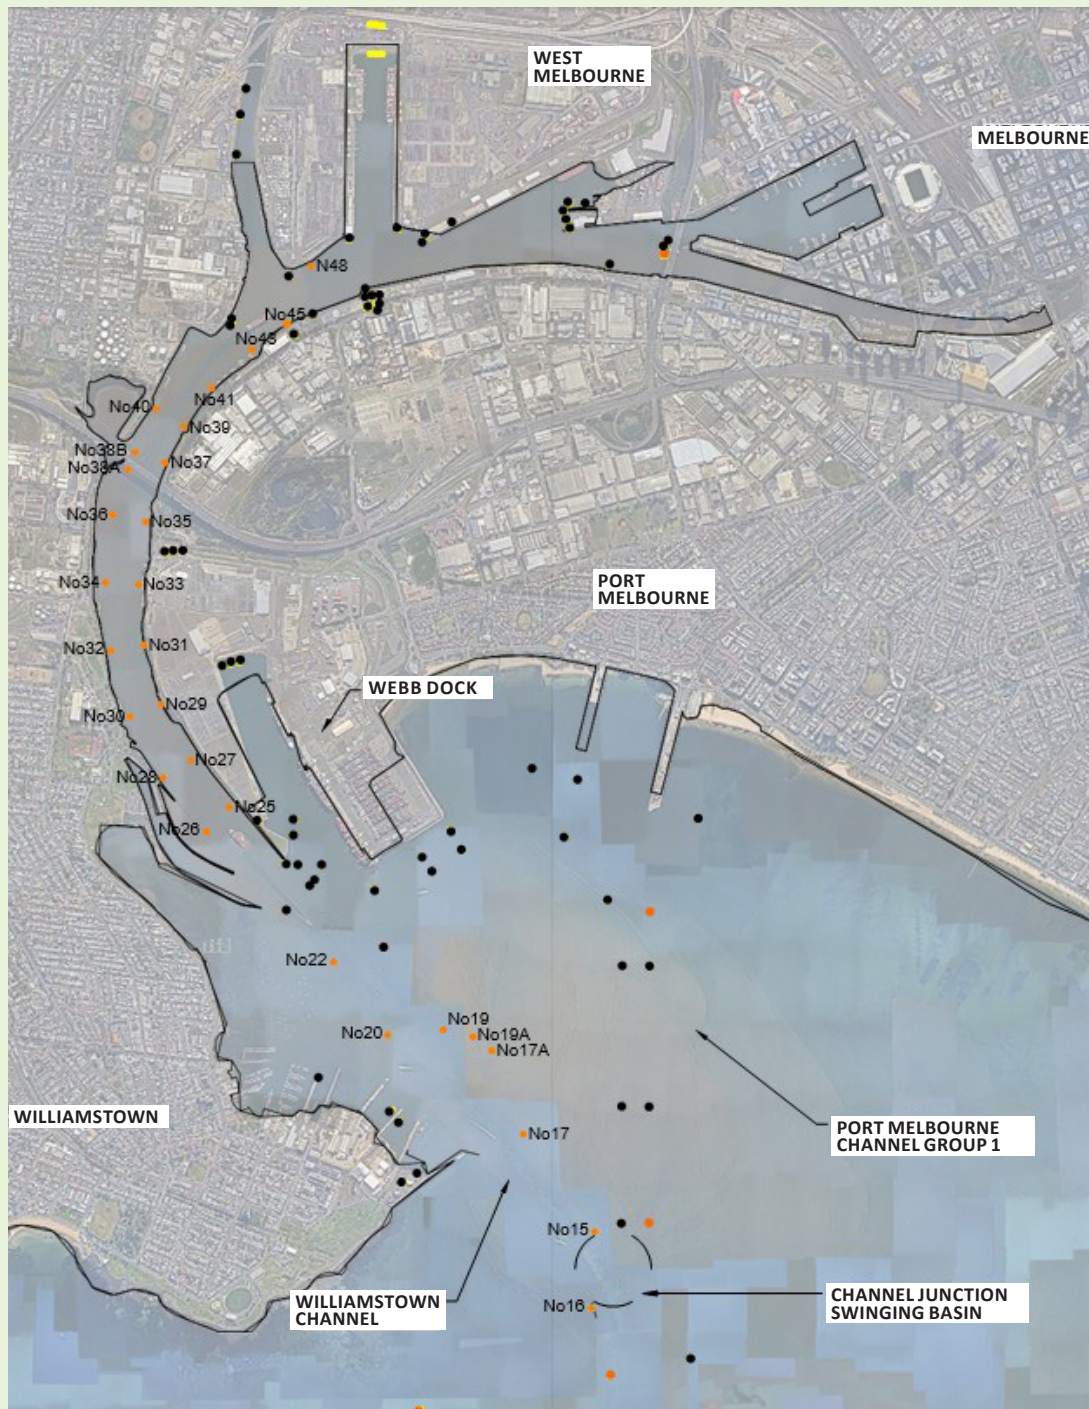 WEST
MELBOURNE
MELBOURNE
N48
No45
No43
No41
No40
No39
No38B
No38A
No37
No36
No35
No34
No33
PORT
MELBOURNE
No32
No31
WEBB DOCK
No29
No30
No27
No28
No25
No26
No22
No19
No20
No19A
No17A
WILLIAMSTOWN
No17
PORT MELBOURNE
CHANNEL GROUP 1
No15
WILLIAMSTOWN
CHANNEL
No16
CHANNEL JUNCTION
SWINGING BASIN